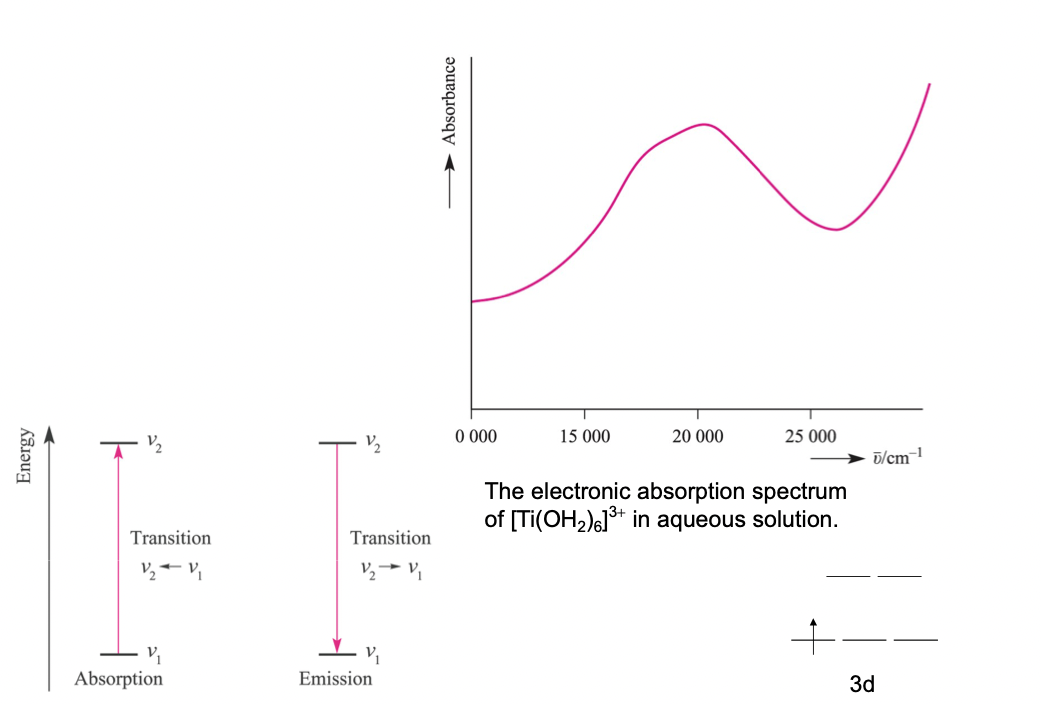 Absorbance
0 000
15 000
20 000
25 000
ῡ/cm⁻¹
The electronic absorption spectrum
of [Ti(OH₂)₆]³⁺ in aqueous solution.
Energy
v₂
v₂
Transition
v₂ ← v₁
Transition
v₂ → v₁
v₁
v₁
Absorption
Emission
3d